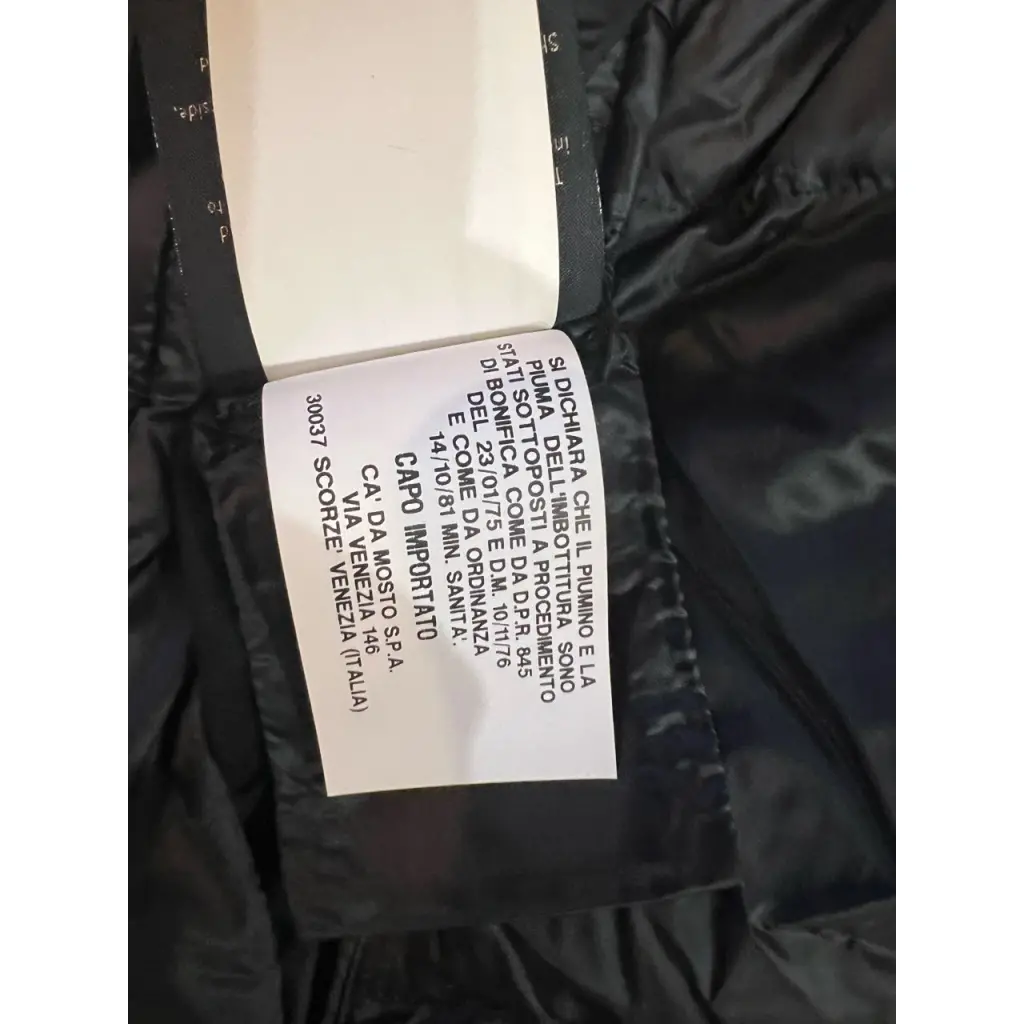 SI DICHIARA CHE IL PIUMINO E LA
PIUMA DELL'IMBOTTITURA SONO
STATI SOTTOPOSTI A PROCEDIMENTO
DI BONIFICA COME DA D.P.R. 845
DEL 23/01/75 E D.M. 10/11/76
E COME DA ORDINANZA
14/10/81 MIN. SANITA'.
CAPO IMPORTATO
CA' DA MOSTO S.P.A.
VIA VENEZIA 146
30037 SCORZE' VENEZIA (ITALIA)
side.
to